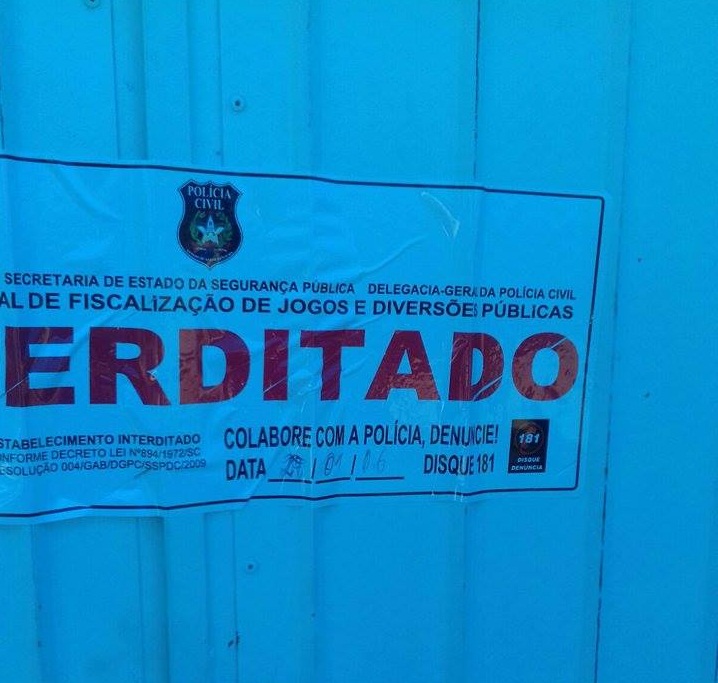 POLÍCIA
CIVIL
SECRETARIA DE ESTADO DA SEGURANÇA PÚBLICA DELEGACIA-GERAL DA POLÍCIA CIVIL
AL DE FISCALIZAÇÃO DE JOGOS E DIVERSÕES PÚBLICAS
ERDITADO
STABELECIMENTO INTERDITADO
ONFORME DECRETO LEI Nº894/1972/SC
ESOLUÇÃO 004/GAB/DGPC/SSPDC/2009
COLABORE COM A POLÍCIA, DENUNCIE!
DATA / 01 / 06 DISQUE 181
181
DISQUE
DENÚNCIA